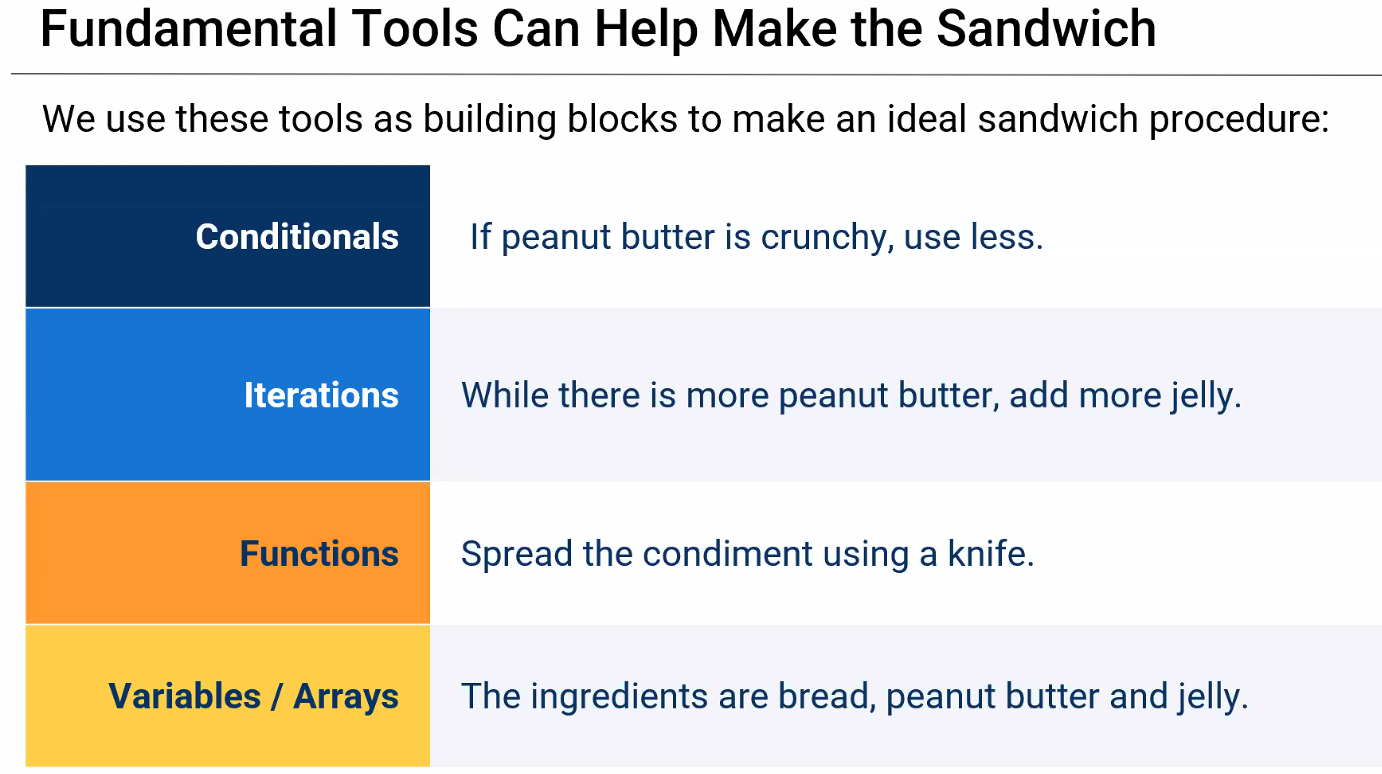 Fundamental Tools Can Help Make the Sandwich
We use these tools as building blocks to make an ideal sandwich procedure:
Conditionals
If peanut butter is crunchy, use less.
Iterations
While there is more peanut butter, add more jelly.
Functions
Spread the condiment using a knife.
Variables / Arrays
The ingredients are bread, peanut butter and jelly.